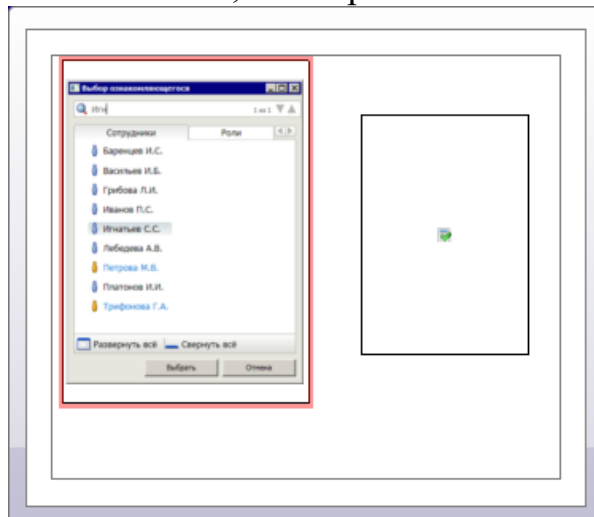 Выбор ознакомляющегося
Игн
1 из 1
Сотрудники Роли
Баренцев И.С.
Васильев И.Б.
Грибова Л.И.
Иванов П.С.
Игнатьев С.С.
Лебедева А.В.
Петрова М.В.
Платонов И.И.
Трифонова Г.А.
Развернуть всё Свернуть всё
Выбрать Отмена